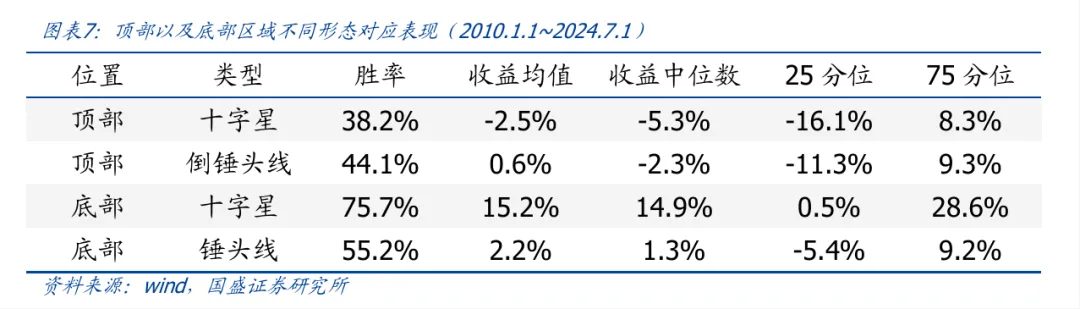 图表7: 顶部以及底部区域不同形态对应表现（2010.1.1~2024.7.1）
位置 类型 胜率 收益均值 收益中位数 25分位 75分位
顶部 十字星 38.2% -2.5% -5.3% -16.1% 8.3%
顶部 倒锤头线 44.1% 0.6% -2.3% -11.3% 9.3%
底部 十字星 75.7% 15.2% 14.9% 0.5% 28.6%
底部 锤头线 55.2% 2.2% 1.3% -5.4% 9.2%
资料来源：wind，国盛证券研究所